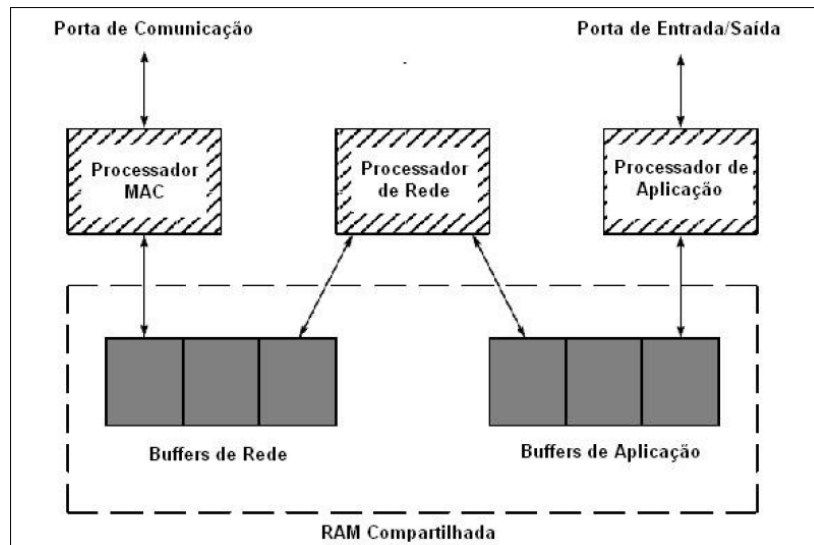 Porta de Comunicação
Porta de Entrada/Saída
Processador
MAC
Processador
de Rede
Processador de
Aplicação
Buffers de Rede
Buffers de Aplicação
RAM Compartilhada